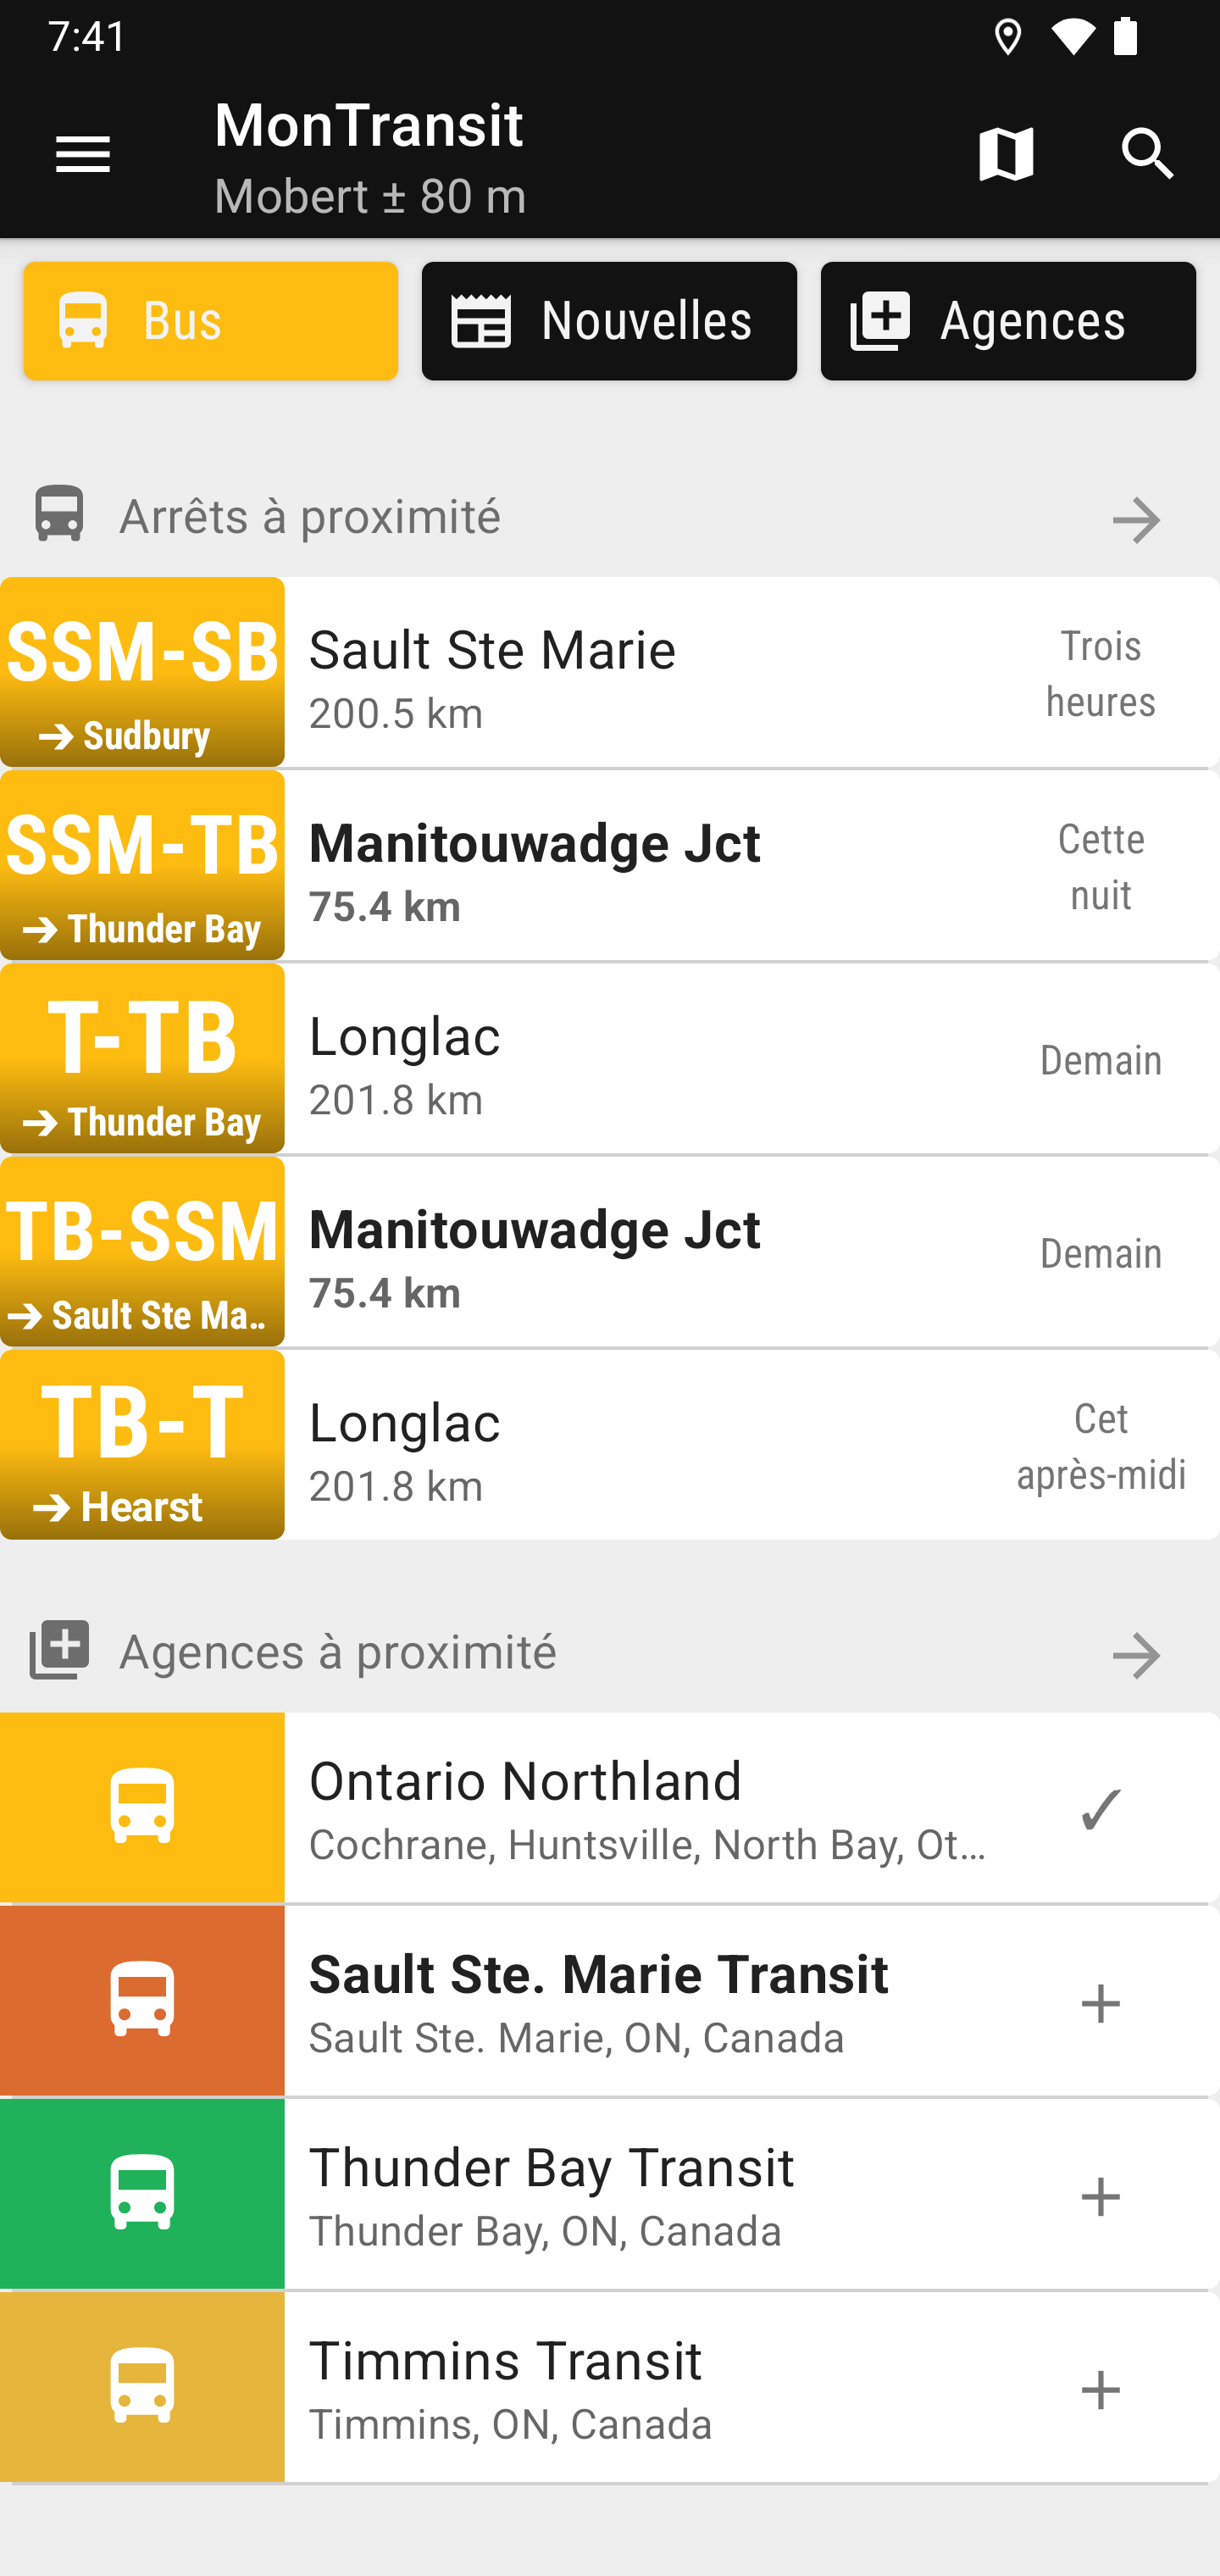 7:41
MonTransit
Mobert ± 80 m
Bus
Nouvelles
Agences
Arrêts à proximité
SSM-SB
→ Sudbury
Sault Ste Marie
200.5 km
Trois
heures
SSM-TB
→ Thunder Bay
Manitouwadge Jct
75.4 km
Cette
nuit
T-TB
→ Thunder Bay
Longlac
201.8 km
Demain
TB-SSM
→ Sault Ste Ma…
Manitouwadge Jct
75.4 km
Demain
TB-T
→ Hearst
Longlac
201.8 km
Cet
après-midi
Agences à proximité
Ontario Northland
Cochrane, Huntsville, North Bay, Ot…
✓
Sault Ste. Marie Transit
Sault Ste. Marie, ON, Canada
+
Thunder Bay Transit
Thunder Bay, ON, Canada
+
Timmins Transit
Timmins, ON, Canada
+